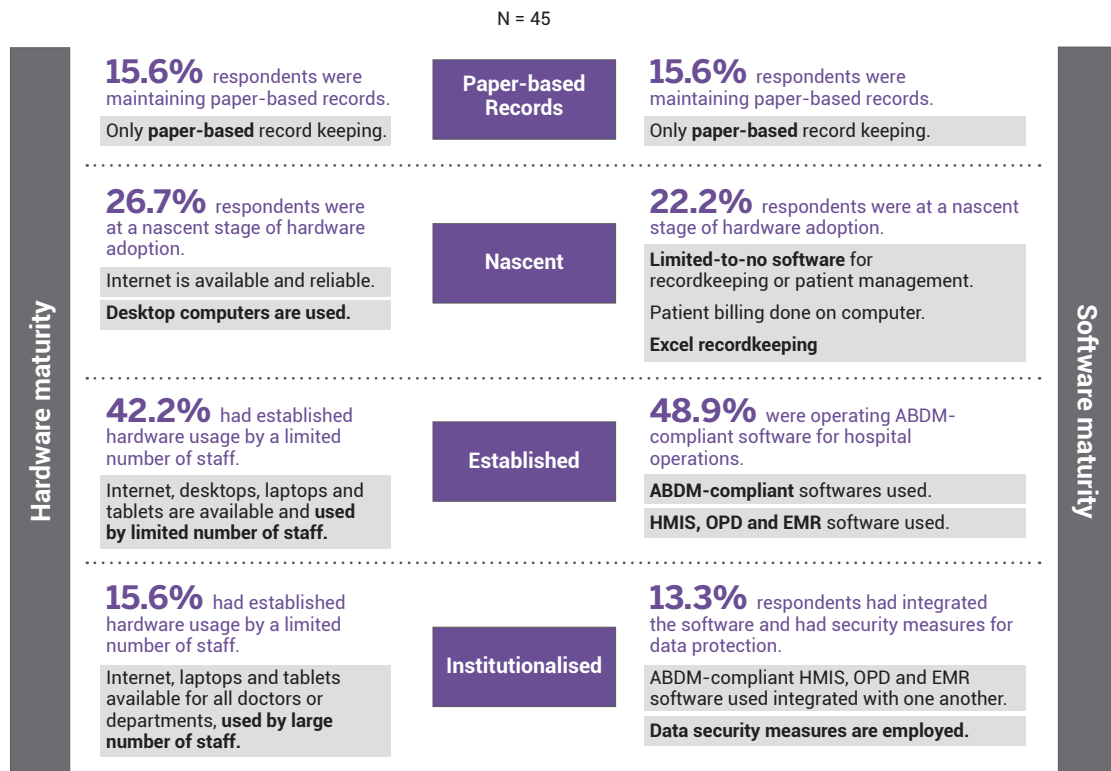 N = 45
Hardware maturity
Software maturity
15.6% respondents were
maintaining paper-based records.
Only paper-based record keeping.
Paper-based
Records
15.6% respondents were
maintaining paper-based records.
Only paper-based record keeping.
26.7% respondents were
at a nascent stage of hardware
adoption.
Internet is available and reliable.
Desktop computers are used.
Nascent
22.2% respondents were at a nascent
stage of hardware adoption.
Limited-to-no software for
recordkeeping or patient management.
Patient billing done on computer.
Excel recordkeeping
42.2% had established
hardware usage by a limited
number of staff.
Internet, desktops, laptops and
tablets are available and used
by limited number of staff.
Established
48.9% were operating ABDM-
compliant software for hospital
operations.
ABDM-compliant softwares used.
HMIS, OPD and EMR software used.
15.6% had established
hardware usage by a limited
number of staff.
Internet, laptops and tablets
available for all doctors or
departments, used by large
number of staff.
Institutionalised
13.3% respondents had integrated
the software and had security measures for
data protection.
ABDM-compliant HMIS, OPD and EMR
software used integrated with one another.
Data security measures are employed.